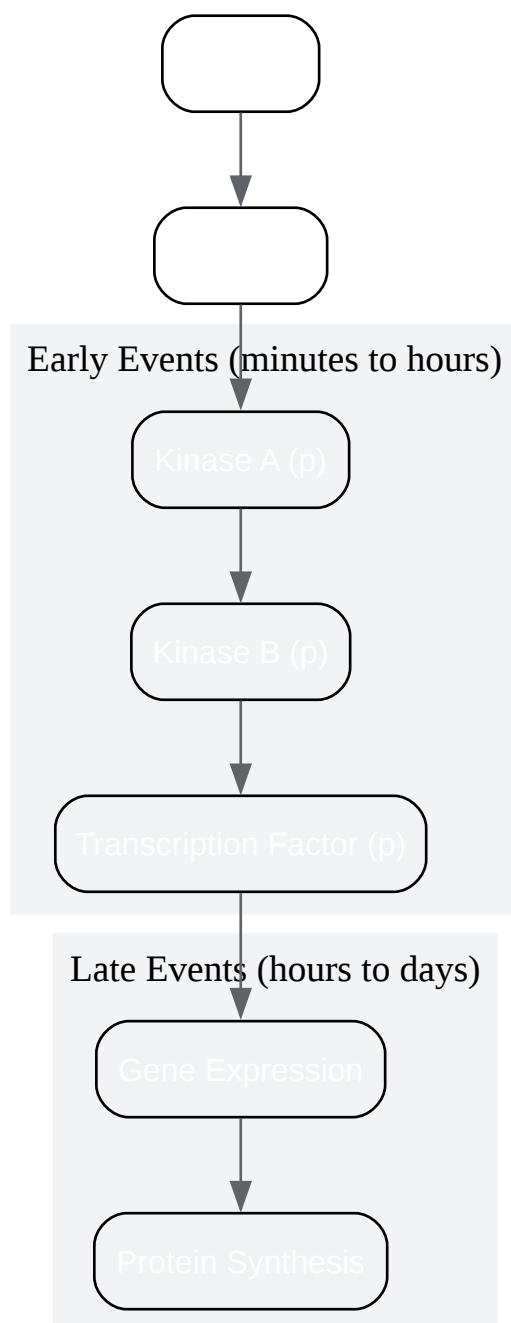 Early Events (minutes to hours)
Kinase A (p)
Kinase B (p)
Transcription Factor (p)
Late Events (hours to days)
Gene Expression
Protein Synthesis